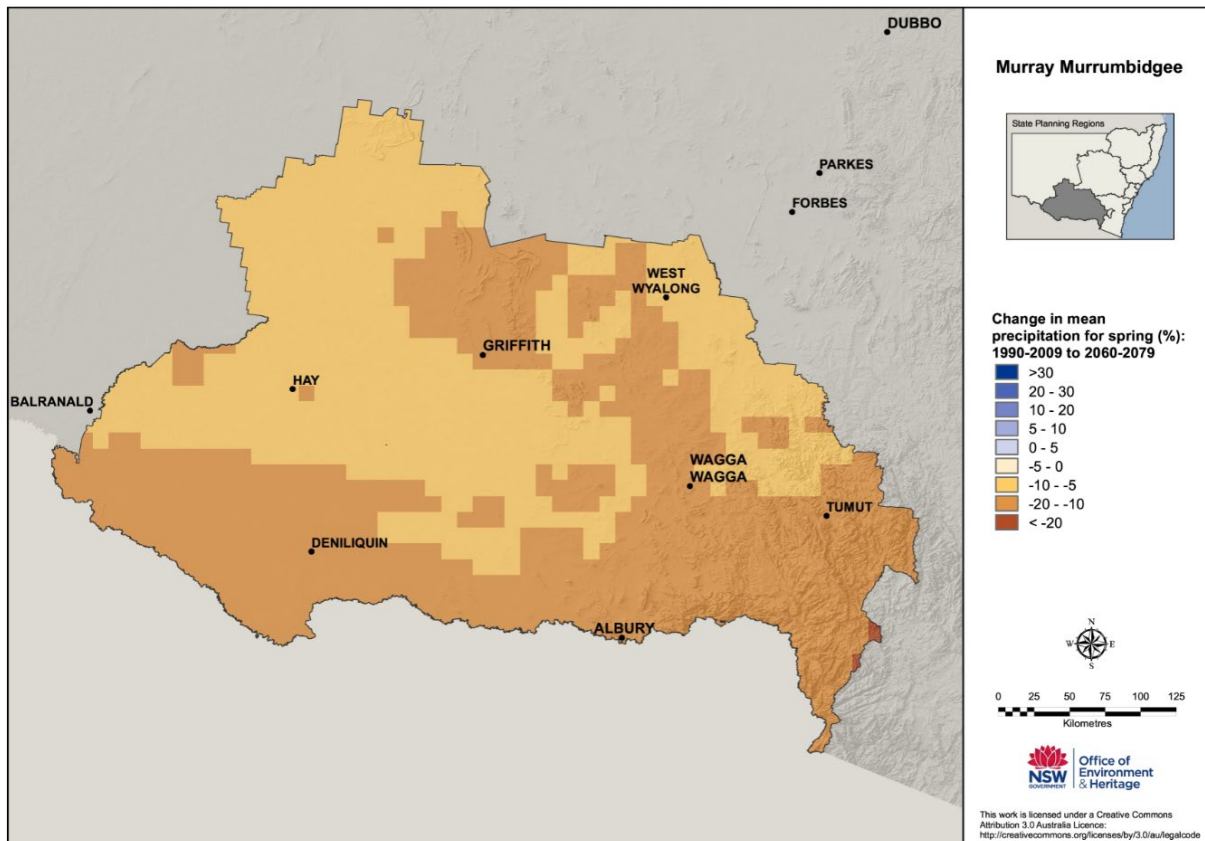 DUBBO
PARKES
FORBES
WEST
WYALONG
GRIFFITH
HAY
BALRANALD
WAGGA
WAGGA
TUMUT
DENILIQUIN
ALBURY
Murray Murrumbidgee
State Planning Regions
Change in mean
precipitation for spring (%):
1990-2009 to 2060-2079
>30
20 - 30
10 - 20
5 - 10
0 - 5
-5 - 0
-10 - -5
-20 - -10
< -20
N
W E
S
0 25 50 75 100 125
Kilometres
NSW
GOVERNMENT
Office of
Environment
& Heritage
This work is licensed under a Creative Commons
Attribution 3.0 Australia Licence:
http://creativecommons.org/licenses/by/3.0/au/legalcode